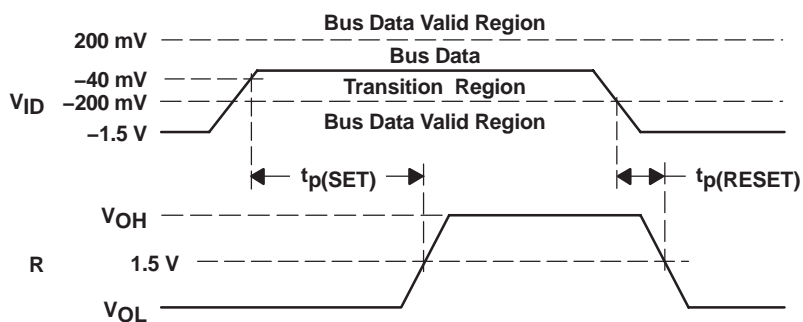 Bus Data Valid Region
200 mV
Bus Data
–40 mV
Transition Region
VID
–200 mV
Bus Data Valid Region
–1.5 V
tp(SET)
tp(RESET)
VOH
R
1.5 V
VOL